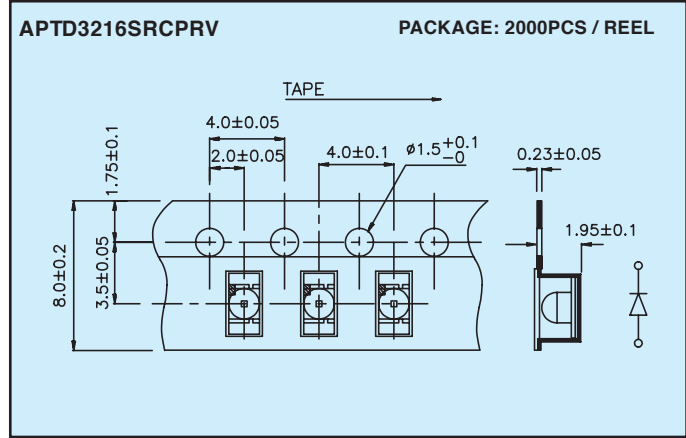 APTD3216SRCPRV
PACKAGE: 2000PCS / REEL
TAPE
4.0±0.05
2.0±0.05
4.0±0.1
ø1.5+0.1
-0
0.23±0.05
1.75±0.1
1.95±0.1
8.0±0.2
3.5±0.05